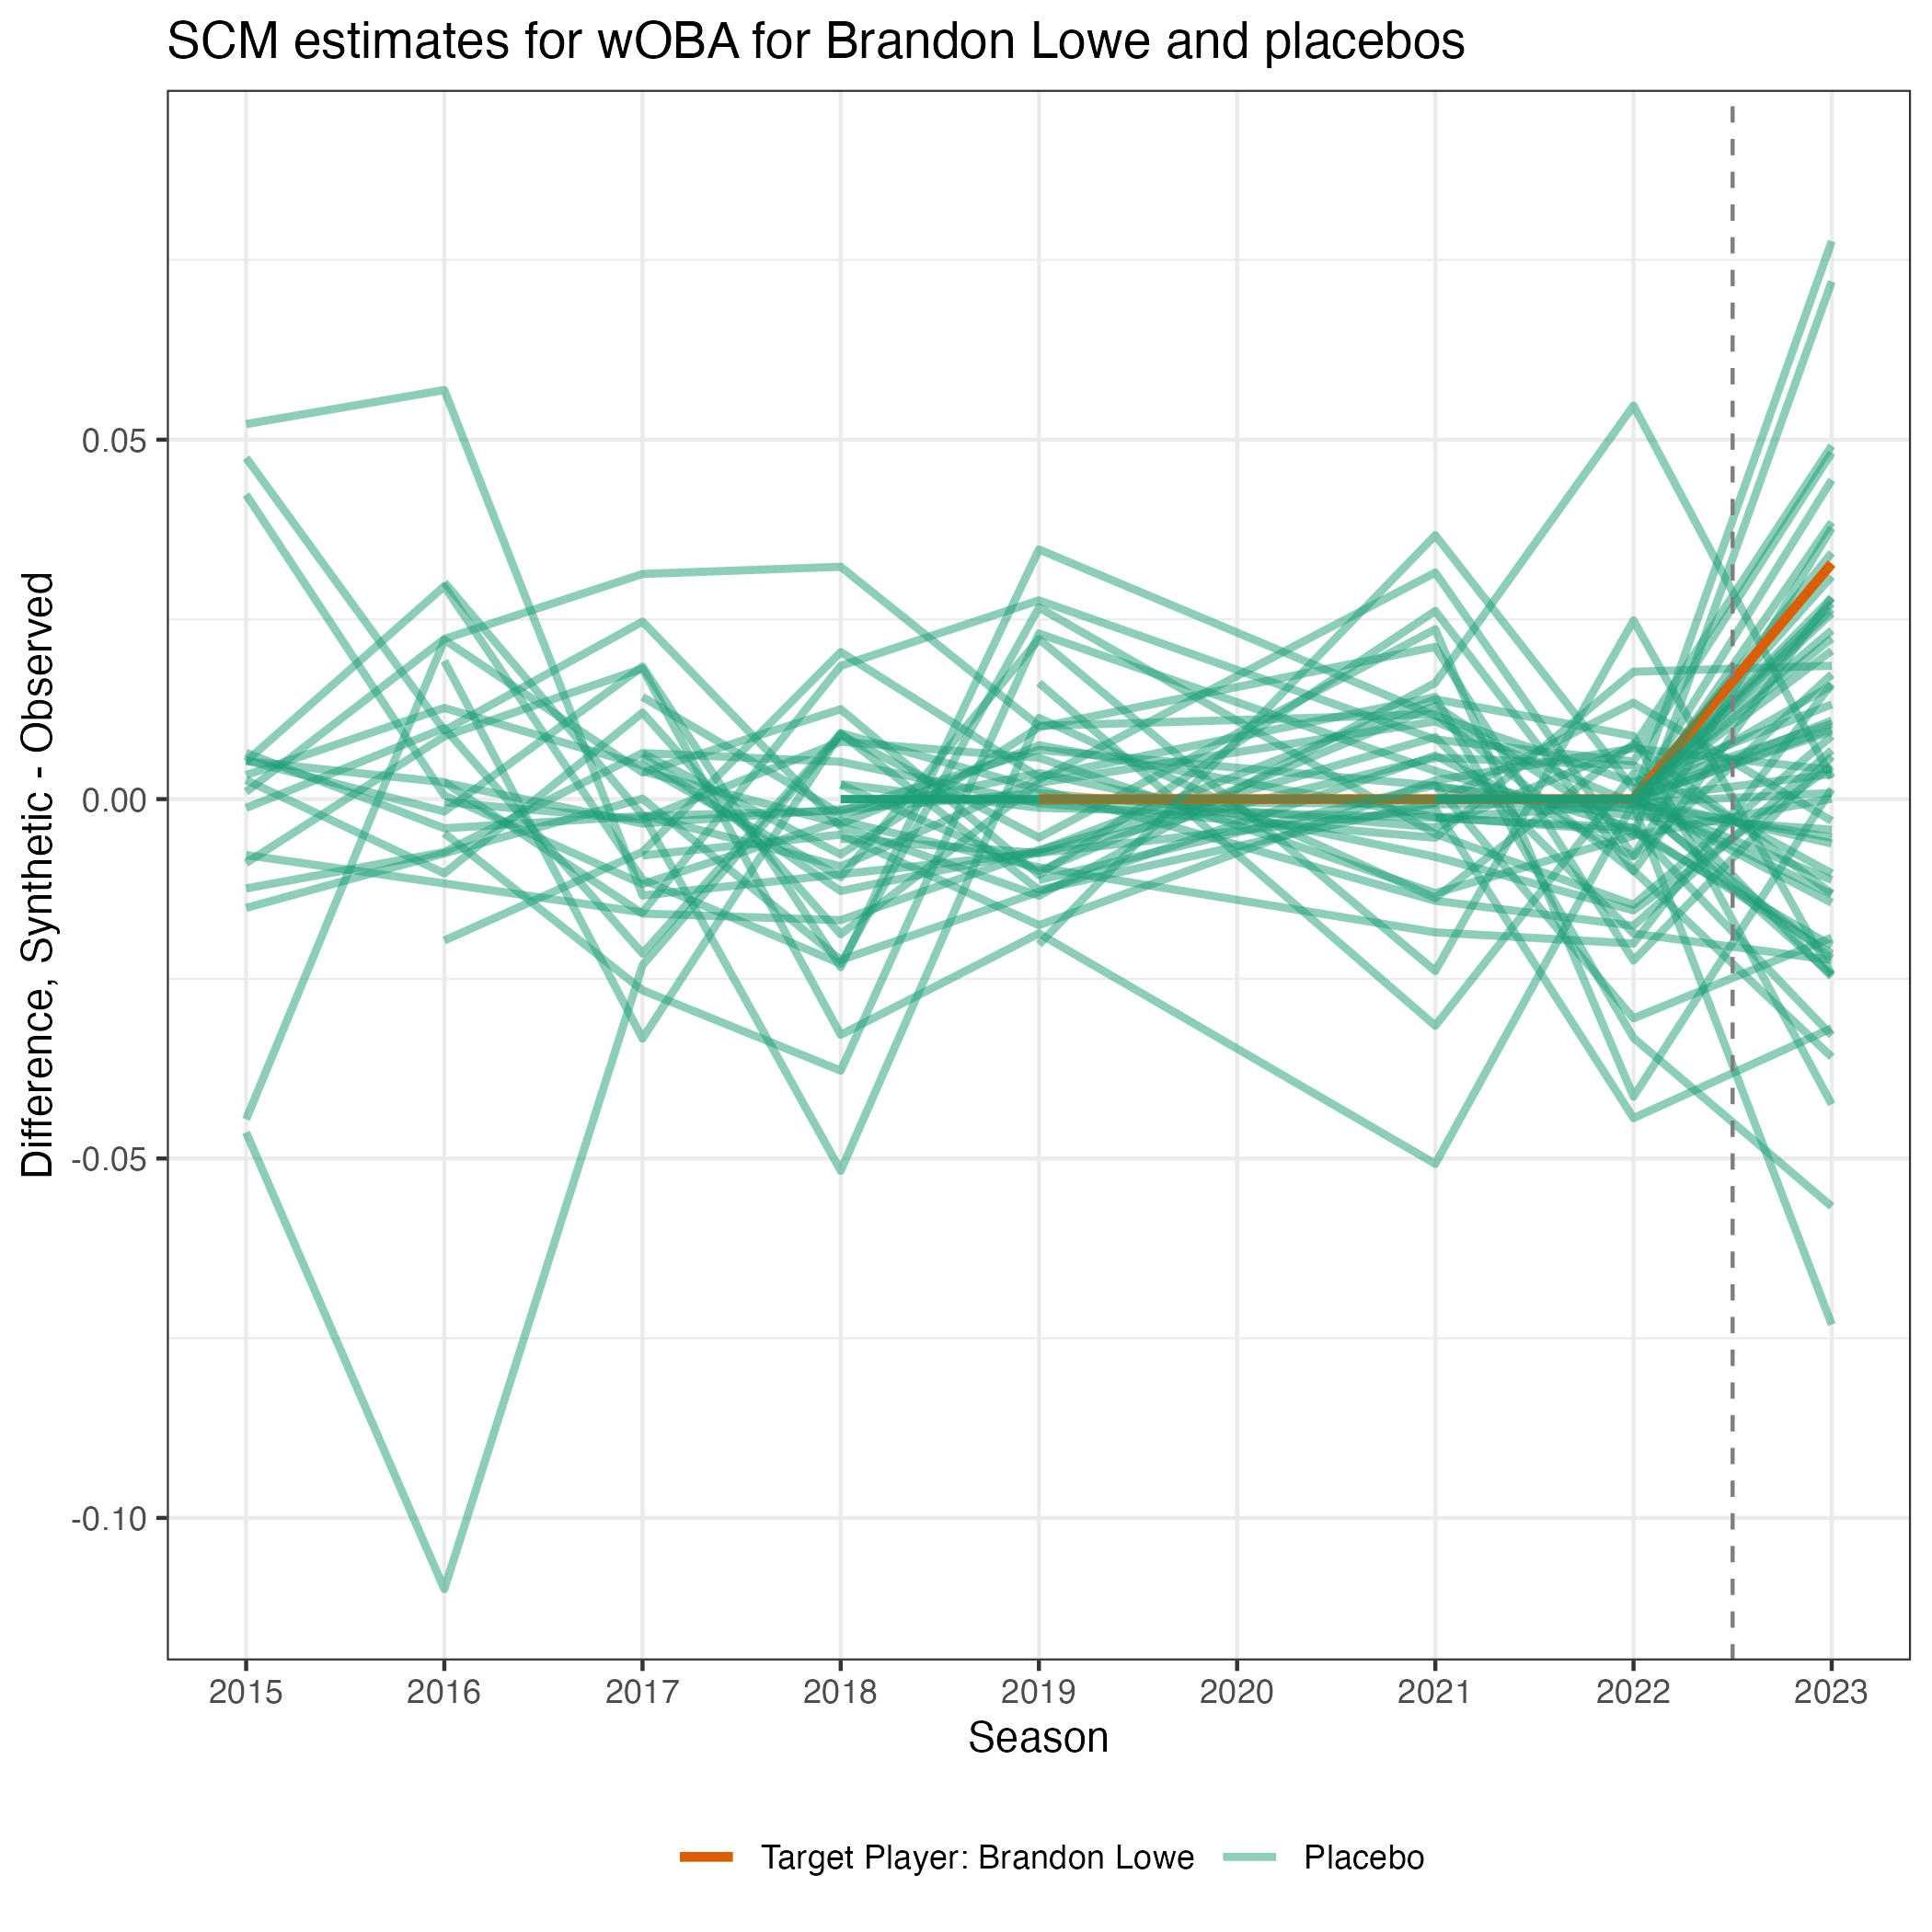 SCM estimates for wOBA for Brandon Lowe and placebos
Difference, Synthetic - Observed
0.05
0.00
-0.05
-0.10
2015 2016 2017 2018 2019 2020 2021 2022 2023
Season
Target Player: Brandon Lowe Placebo